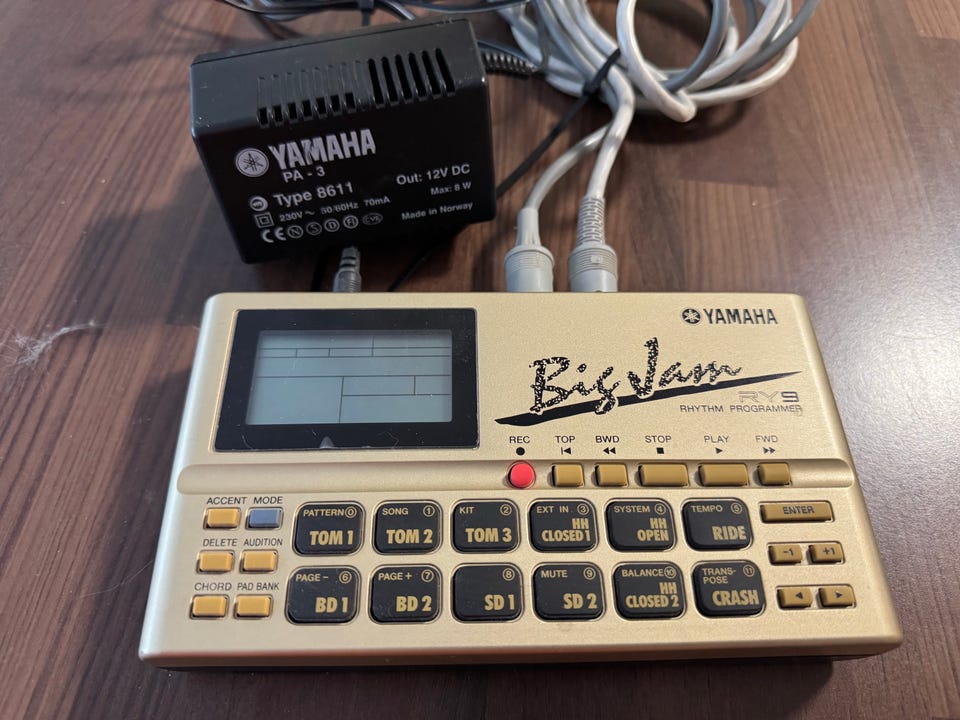 YAMAHA
PA - 3
Type 8611
Out: 12V DC
230V ~ 50/60Hz 70mA
Max: 8 W
Made in Norway
CE N S D FI
YAMAHA
Big Jam
RY9
RHYTHM PROGRAMMER
REC TOP BWD STOP PLAY FWD
ACCENT MODE
PATTERN 0 SONG 1 KIT 2 EXT IN 3 SYSTEM 4 TEMPO 5
TOM 1 TOM 2 TOM 3 HH CLOSED 1 HH OPEN RIDE
ENTER
DELETE AUDITION
-1 +1
CHORD PAD BANK
PAGE - 6 PAGE + 7 8 MUTE 9 BALANCE 10 TRANS- POSE 11
BD 1 BD 2 SD 1 SD 2 HH CLOSED 2 CRASH